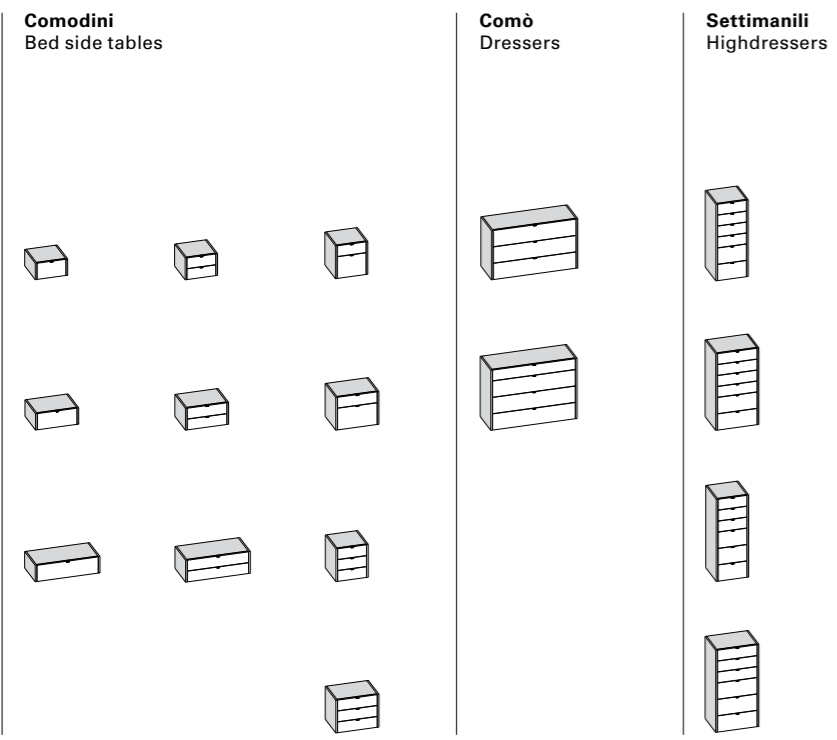 Comodini
Bed side tables
Comò
Dressers
Settimanili
Highdressers